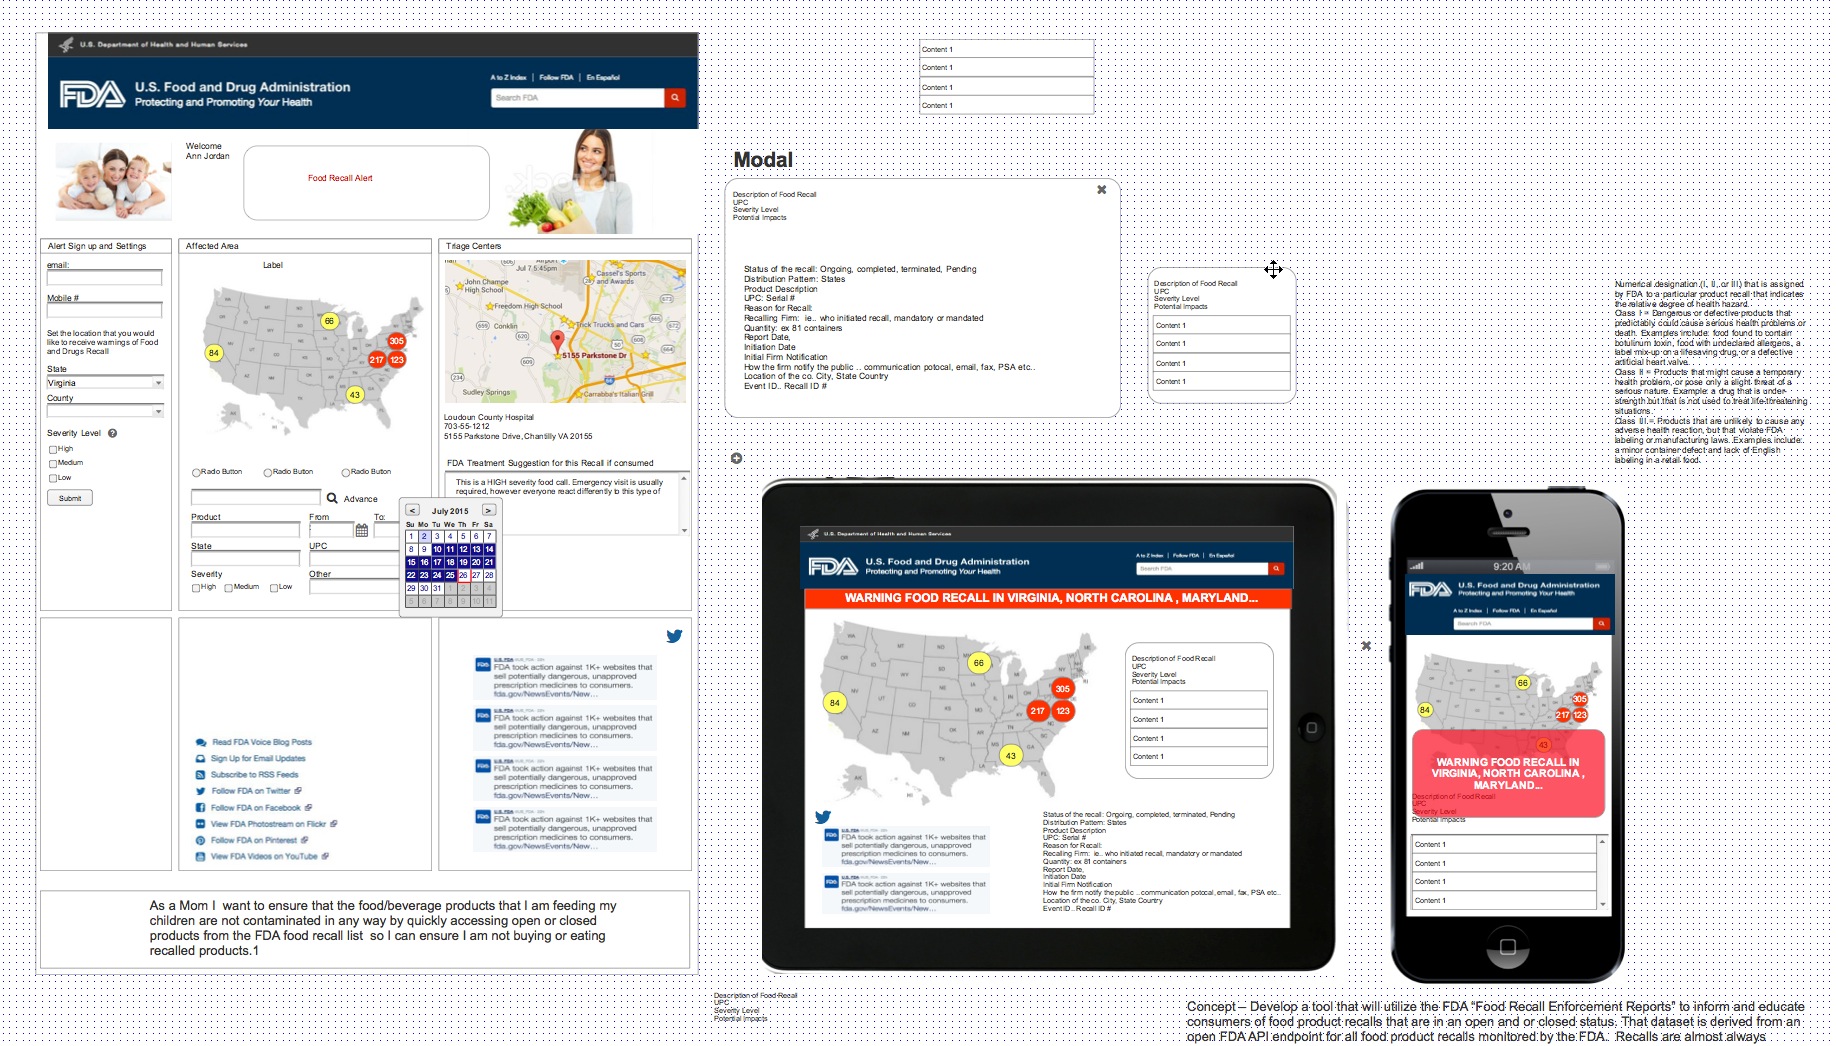 U.S. Department of Health and Human Services
FDA
U.S. Food and Drug Administration
Protecting and Promoting Your Health
A to Z Index | Follow FDA | En Español
Search FDA
Welcome
Ann Jordan
Food Recall Alert
Alert Sign up and Settings
email:
Mobile #
Set the location that you would
like to receive warnings of Food
and Drugs Recall
State
Virginia
County
Severity Level
High
Medium
Low
Submit
Affected Area
Label
66
84
305
217
123
43
Radio Button
Radio Button
Radio Button
Advance
Product
From
To:
State
UPC
Severity
Other
High
Medium
Low
Triage Centers
Jul 7 5:45pm
Cassel's Sports
and Awards
John Champe
High School
Freedom High School
Conklin
Trick Trucks and Cars
5155 Parkstone Dr
Sudley Springs
Carrabba's Italian Grill
Loudoun County Hospital
703-55-1212
5155 Parkstone Drive, Chantilly VA 20155
FDA Treatment Suggestion for this Recall if consumed
This is a HIGH severity food call. Emergency visit is usually
required, however everyone react differently to this type of
< July 2015 >
Su Mo Tu We Th Fr Sa
1 2 3 4 5 6 7
8 9 10 11 12 13 14
15 16 17 18 19 20 21
22 23 24 25 26 27 28
29 30 31 1 2 3 4
5 6 7 8 9 10 11
Read FDA Voice Blog Posts
Sign Up for Email Updates
Subscribe to RSS Feeds
Follow FDA on Twitter
Follow FDA on Facebook
View FDA Photostream on Flickr
Follow FDA on Pinterest
View FDA Videos on YouTube
FDA took action against 1K+ websites that
sell potentially dangerous, unapproved
prescription medicines to consumers.
fda.gov/NewsEvents/New...
FDA took action against 1K+ websites that
sell potentially dangerous, unapproved
prescription medicines to consumers.
fda.gov/NewsEvents/New...
FDA took action against 1K+ websites that
sell potentially dangerous, unapproved
prescription medicines to consumers.
fda.gov/NewsEvents/New...
FDA took action against 1K+ websites that
sell potentially dangerous, unapproved
prescription medicines to consumers.
fda.gov/NewsEvents/New...
As a Mom I want to ensure that the food/beverage products that I am feeding my
children are not contaminated in any way by quickly accessing open or closed
products from the FDA food recall list so I can ensure I am not buying or eating
recalled products.1
Content 1
Content 1
Content 1
Content 1
Modal
Description of Food Recall
UPC
Severity Level
Potential Impacts
Status of the recall: Ongoing, completed, terminated, Pending
Distribution Pattern: States
Product Description
UPC: Serial #
Reason for Recall:
Recalling Firm: ie.. who initiated recall, mandatory or mandated
Quantity: ex 81 containers
Report Date,
Initiation Date
Initial Firm Notification
How the firm notify the public .. communication potocal, email, fax, PSA etc..
Location of the co. City, State Country
Event ID.. Recall ID #
Description of Food Recall
UPC
Severity Level
Potential Impacts
Content 1
Content 1
Content 1
Content 1
Numerical designation (I, II, or III) that is assigned
by FDA to a particular product recall that indicates
the relative degree of health hazard.
Class I = Dangerous or defective products that
predictably could cause serious health problems or
death. Examples include: food found to contain
botulinum toxin, food with undeclared allergens, a
label mix-up on a lifesaving drug, or a defective
artificial heart valve.
Class II = Products that might cause a temporary
health problem, or pose only a slight threat of a
serious nature. Example: a drug that is under-
strength but that is not used to treat life-threatening
situations.
Class III = Products that are unlikely to cause any
adverse health reaction, but that violate FDA
labeling or manufacturing laws. Examples include:
a minor container defect and lack of English
labeling in a retail food.
U.S. Department of Health and Human Services
FDA
U.S. Food and Drug Administration
Protecting and Promoting Your Health
A to Z Index | Follow FDA | En Español
Search FDA
WARNING FOOD RECALL IN VIRGINIA, NORTH CAROLINA , MARYLAND...
66
84
305
217
123
43
Description of Food Recall
UPC
Severity Level
Potential Impacts
Content 1
Content 1
Content 1
Content 1
FDA took action against 1K+ websites that
sell potentially dangerous, unapproved
prescription medicines to consumers.
fda.gov/NewsEvents/New...
FDA took action against 1K+ websites that
sell potentially dangerous, unapproved
prescription medicines to consumers.
fda.gov/NewsEvents/New...
Status of the recall: Ongoing, completed, terminated, Pending
Distribution Pattern: States
Product Description
UPC: Serial #
Reason for Recall:
Recalling Firm: ie.. who initiated recall, mandatory or mandated
Quantity: ex 81 containers
Report Date,
Initiation Date
Initial Firm Notification
How the firm notify the public .. communication potocal, email, fax, PSA etc..
Location of the co. City, State Country
Event ID.. Recall ID #
9:20 AM
FDA
U.S. Food and Drug Administration
Protecting and Promoting Your Health
A to Z Index | Follow FDA | En Español
Search FDA
66
84
305
217
123
43
WARNING FOOD RECALL IN
VIRGINIA, NORTH CAROLINA ,
MARYLAND...
Description of Food Recall
UPC
Severity Level
Potential Impacts
Content 1
Content 1
Content 1
Content 1
Description of Food Recall
UPC
Severity Level
Potential Impacts
Concept – Develop a tool that will utilize the FDA “Food Recall Enforcement Reports” to inform and educate
consumers of food product recalls that are in an open and or closed status. That dataset is derived from an
open FDA API endpoint for all food product recalls monitored by the FDA. Recalls are almost always